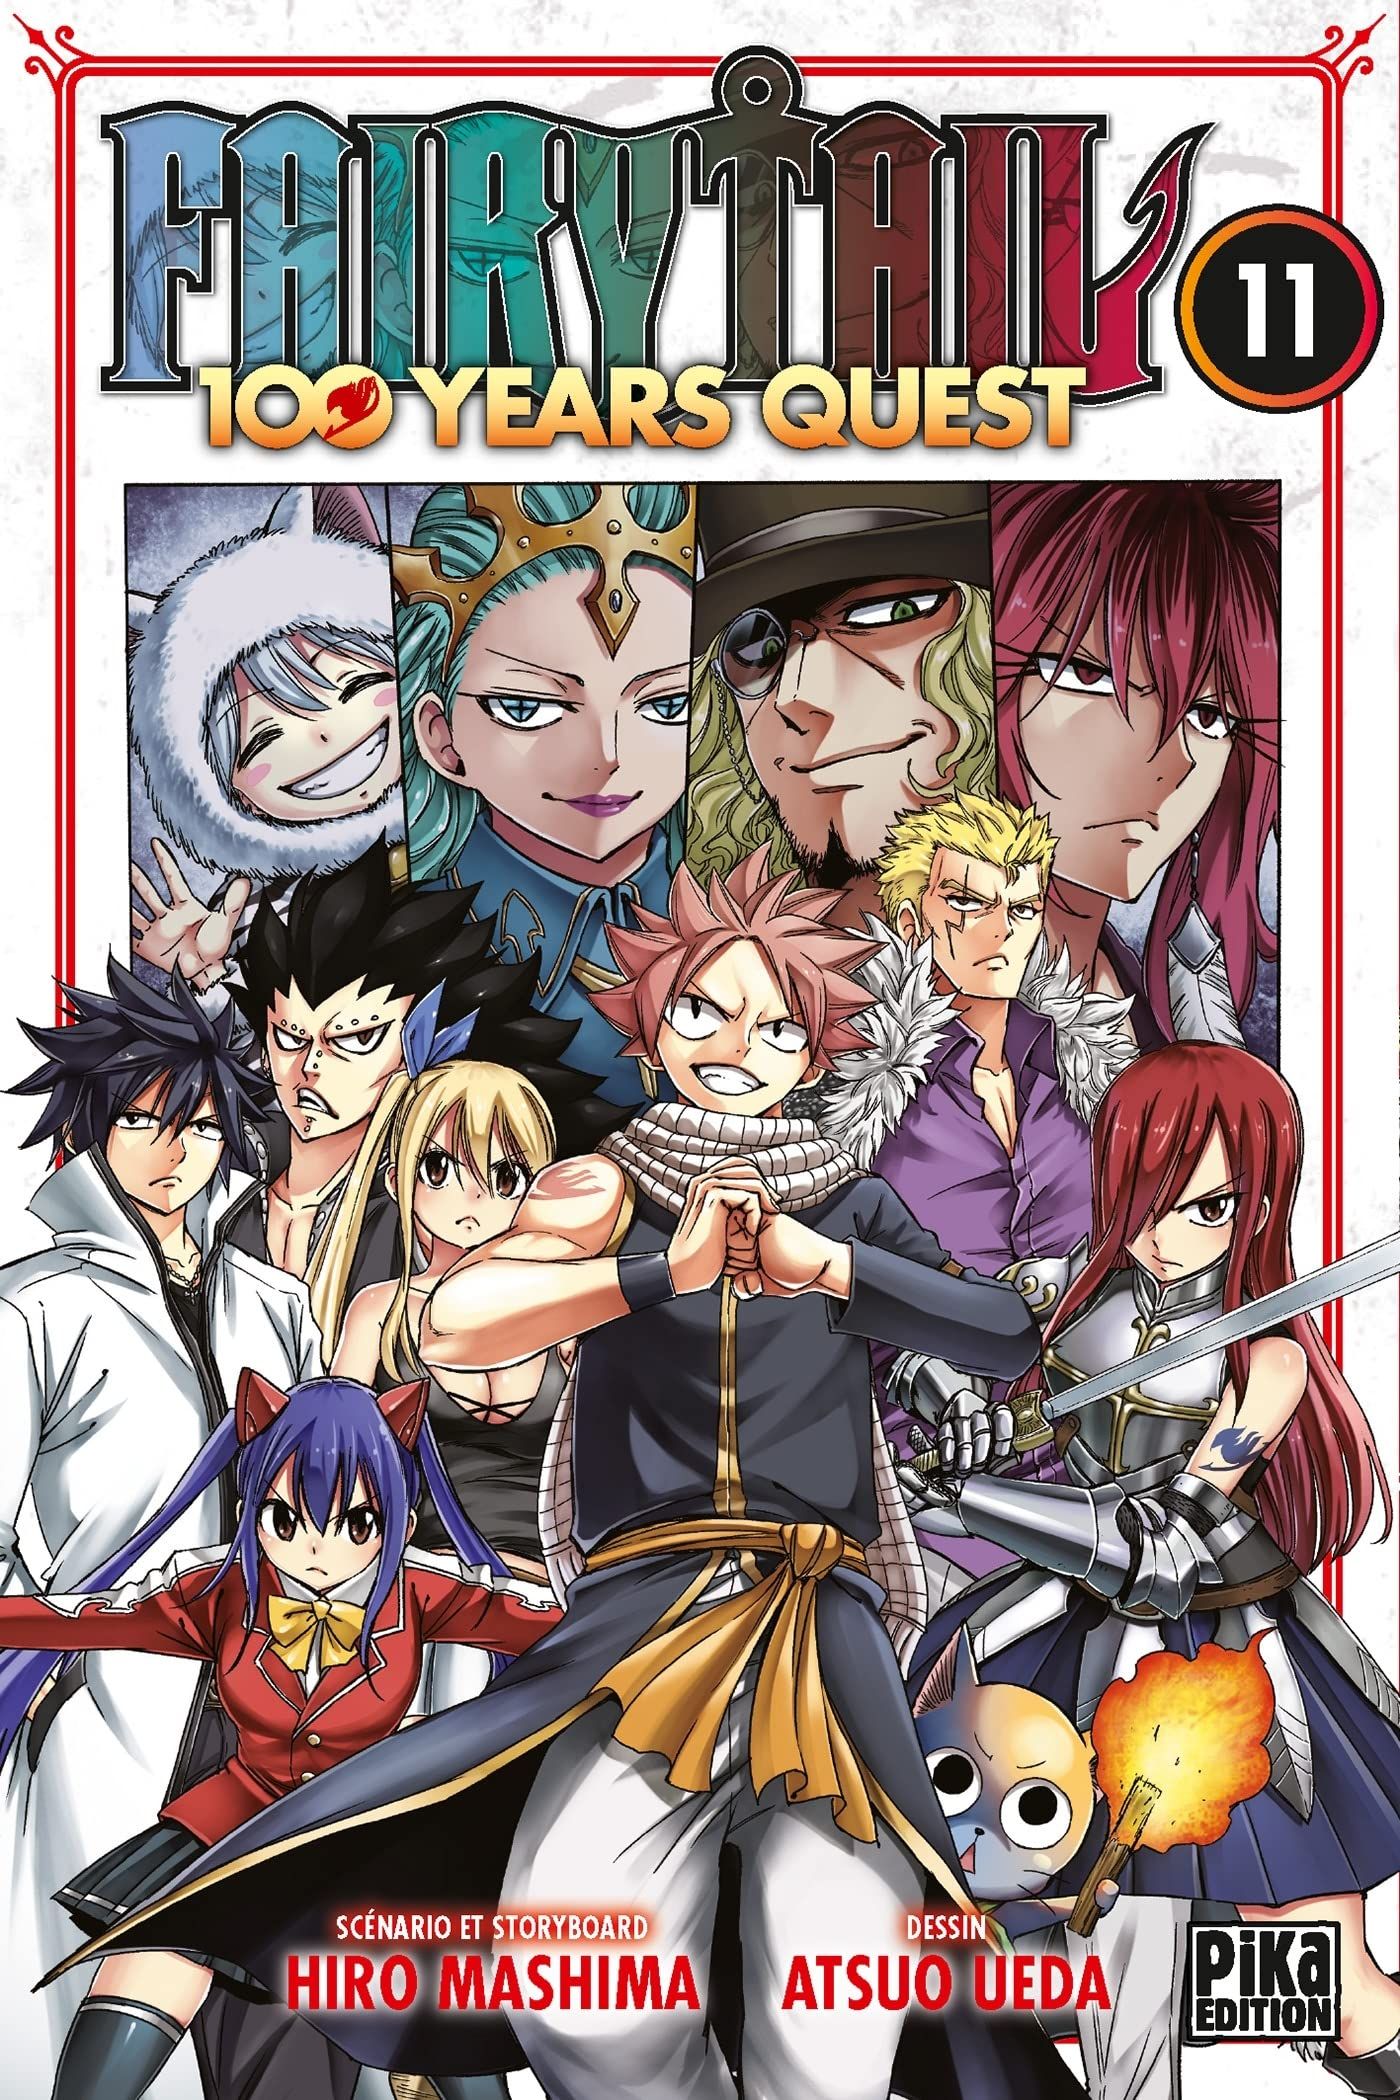 FAIRY TAIL
11
100 YEARS QUEST
SCÉNARIO ET STORYBOARD
HIRO MASHIMA
DESSIN
ATSUO UEDA
PiKa
EDITION